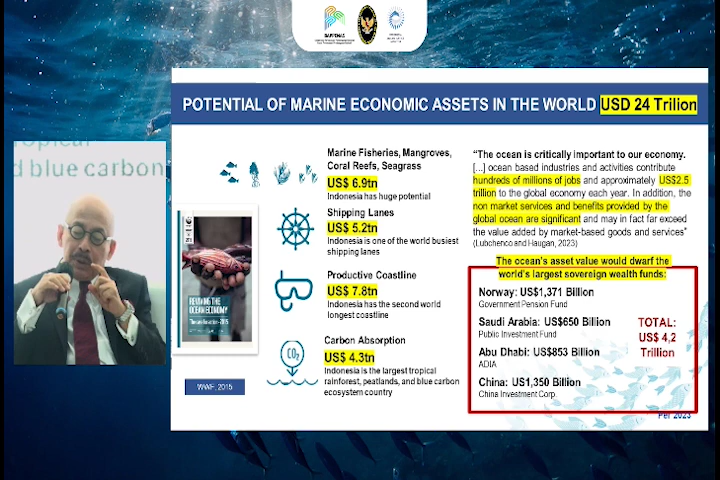 BAPPENAS
POTENTIAL OF MARINE ECONOMIC ASSETS IN THE WORLD USD 24 Trilion
d blue carbon
Marine Fisheries, Mangroves,
Coral Reefs, Seagrass
US$ 6.9tn
Indonesia has huge potential
Shipping Lanes
US$ 5.2tn
Indonesia is one of the world busiest
shipping lanes
Productive Coastline
US$ 7.8tn
Indonesia has the second world
longest coastline
Carbon Absorption
US$ 4.3tn
Indonesia is the largest tropical
rainforest, peatlands, and blue carbon
ecosystem country
REVIVING THE
OCEAN ECONOMY
WWF, 2015
"The ocean is critically important to our economy.
[...] ocean based industries and activities contribute
hundreds of millions of jobs and approximately US$2.5
trillion to the global economy each year. In addition, the
non market services and benefits provided by the
global ocean are significant and may in fact far exceed
the value added by market-based goods and services"
(Lubchenco and Haugan, 2023)
The ocean's asset value would dwarf the
world's largest sovereign wealth funds:
Norway: US$1,371 Billion
Government Pension Fund
Saudi Arabia: US$650 Billion
Public Investment Fund
Abu Dhabi: US$853 Billion
ADIA
China: US1,350 Billion
China Investment Corp.
TOTAL:
US$ 4,2
Trillion
Per 2023